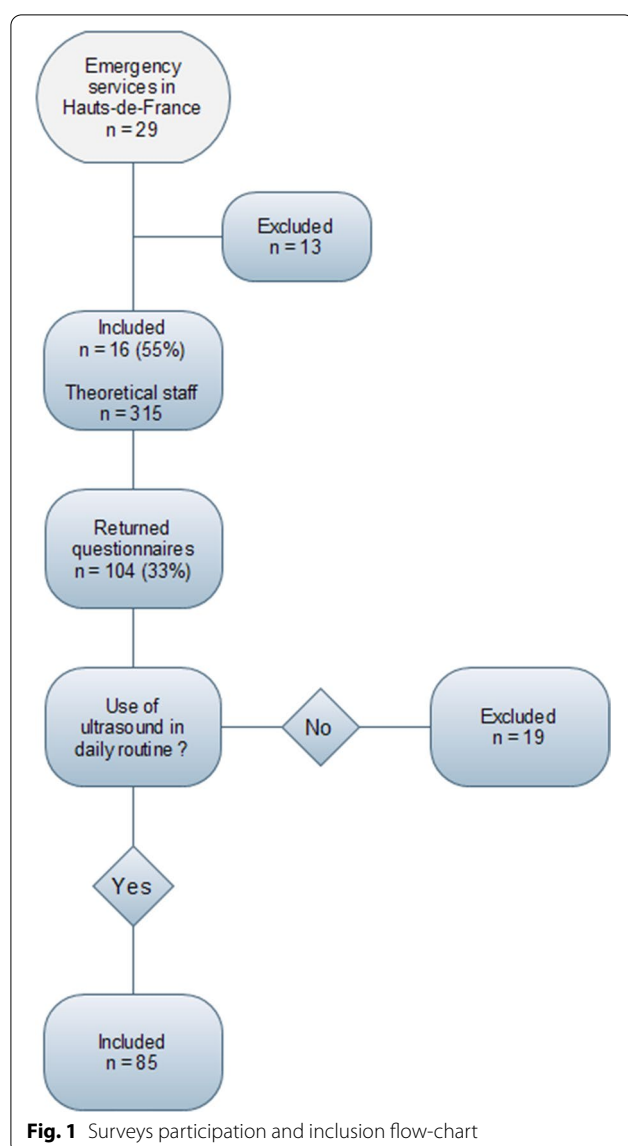 Emergency
services in
Hauts-de-France
n = 29
Excluded
n = 13
Included
n = 16 (55%)
Theoretical staff
n = 315
Returned
questionnaires
n = 104 (33%)
Use of
ultrasound in
daily routine ?
No
Excluded
n = 19
Yes
Included
n = 85
Fig. 1 Surveys participation and inclusion flow-chart